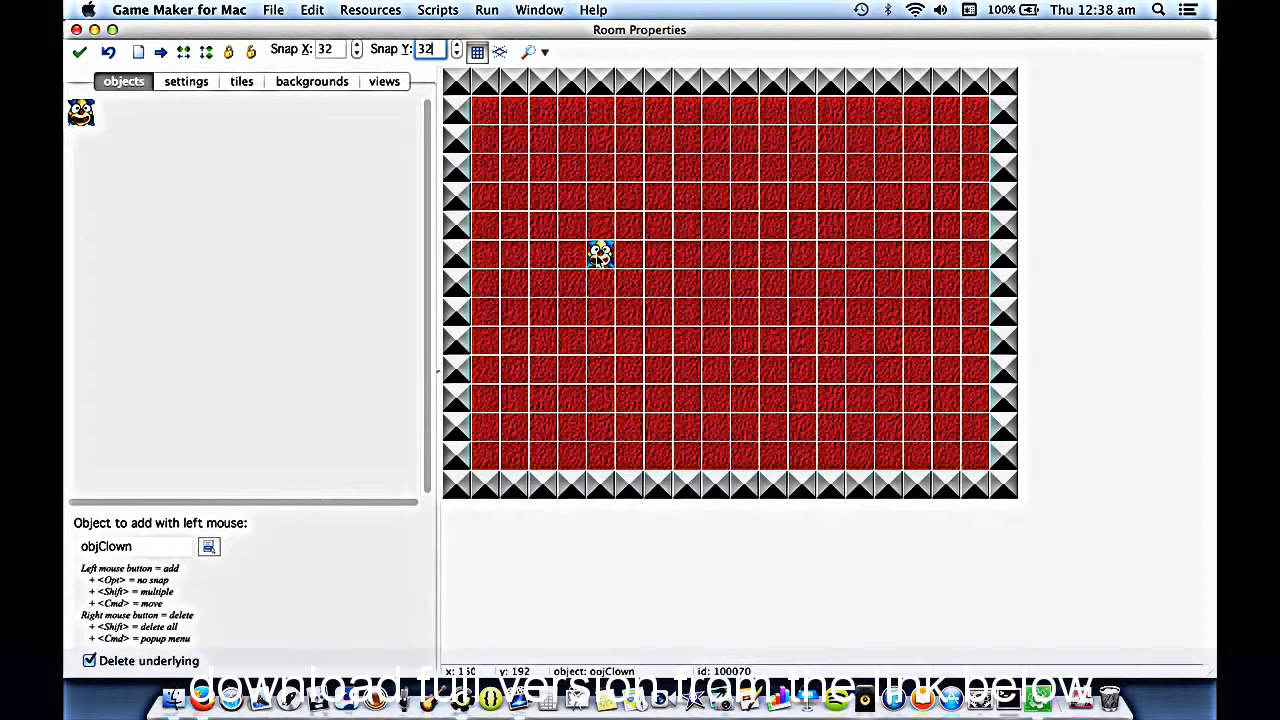 Game Maker for Mac File Edit Resources Scripts Run Window Help 100% Thu 12:38 am
Room Properties
Snap X: 32 Snap Y: 32
objects settings tiles backgrounds views
Object to add with left mouse:
objClown
Left mouse button = add
+ <Opt> = no snap
+ <Shift> = multiple
+ <Cmd> = move
Right mouse button = delete
+ <Shift> = delete all
+ <Cmd> = popup menu
Delete underlying
y: 192 object: objClown id: 100070
download full version from the link below